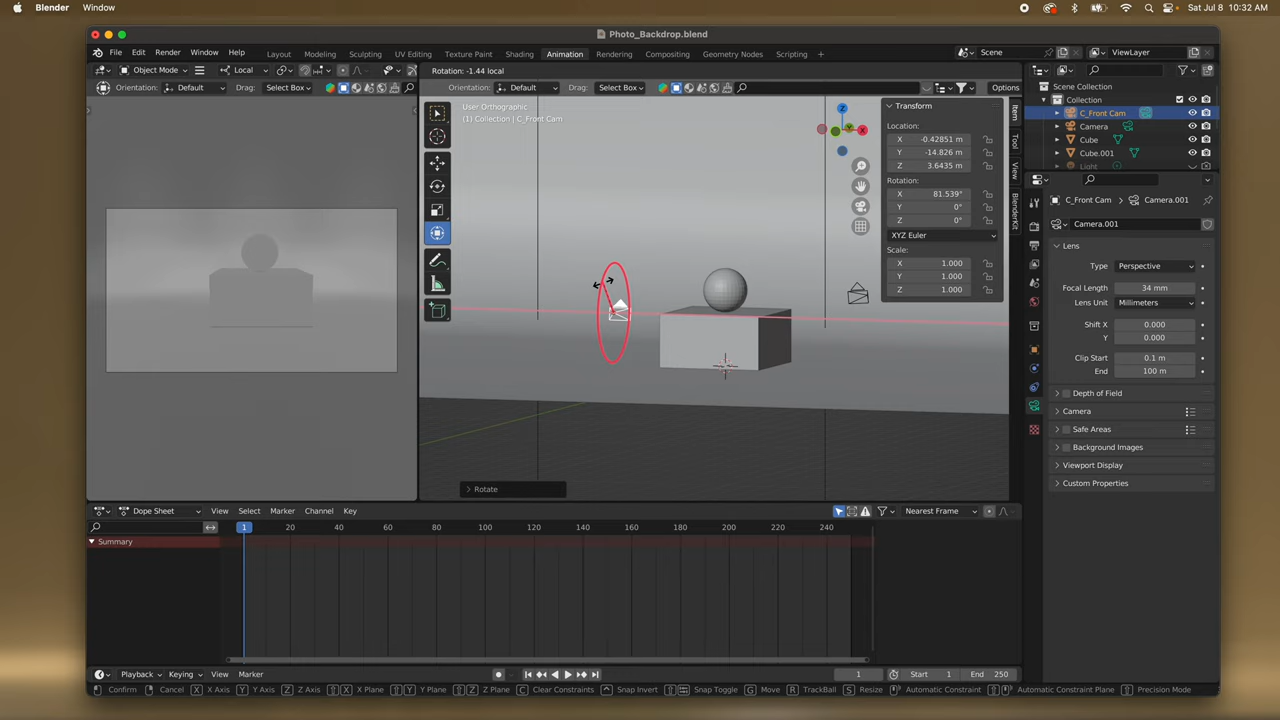 Blender Window Sat Jul 8 10:32 AM
Photo_Backdrop.blend
File Edit Render Window Help Layout Modeling Sculpting UV Editing Texture Paint Shading Animation Rendering Compositing Geometry Nodes Scripting + Scene ViewLayer
Object Mode Local Rotation: -1.44 local
Orientation: Default Drag: Select Box Orientation: Default Drag: Select Box Options
Scene Collection
Collection
C_Front Cam
Camera
Cube
Cube.001
Light
User Orthographic
(1) Collection | C_Front Cam
Z
X
Transform
Location:
X -0.42851 m
Y -14.826 m
Z 3.6435 m
Rotation:
X 81.539°
Y 0°
Z 0°
XYZ Euler
Scale:
X 1.000
Y 1.000
Z 1.000
Item
Tool
View
BlenderKit
C_Front Cam > Camera.001
Camera.001
Lens
Type Perspective
Focal Length 34 mm
Lens Unit Millimeters
Shift X 0.000
Y 0.000
Clip Start 0.1 m
End 100 m
Depth of Field
Camera
Safe Areas
Background Images
Viewport Display
Custom Properties
Rotate
Dope Sheet View Select Marker Channel Key Nearest Frame
1 20 40 60 80 100 120 140 160 180 200 220 240
Summary
Playback Keying View Marker 1 Start 1 End 250
Confirm Cancel X X Axis Y Y Axis Z Z Axis X X Plane Y Y Plane Z Z Plane C Clear Constraints Snap Invert Snap Toggle G Move R TrackBall S Resize Automatic Constraint Automatic Constraint Plane Precision Mode